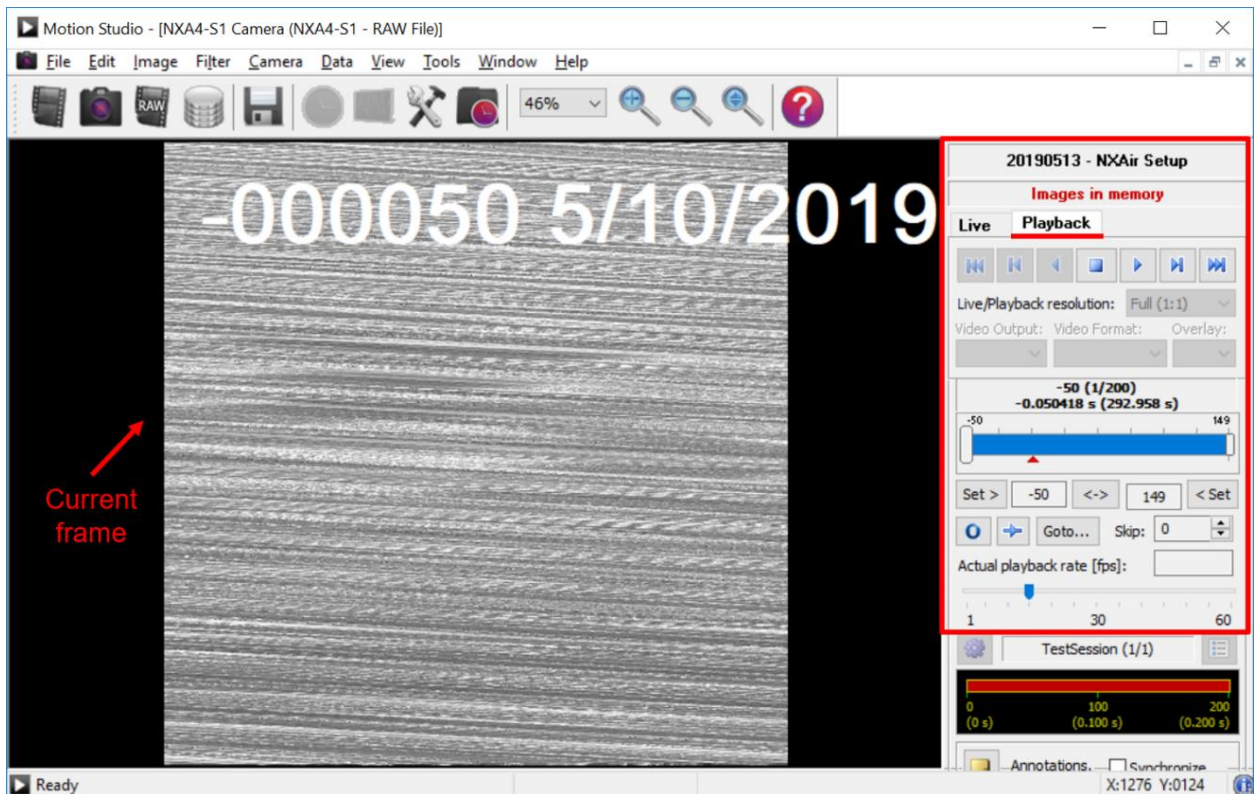 Motion Studio - [NXA4-S1 Camera (NXA4-S1 - RAW File)]
File Edit Image Filter Camera Data View Tools Window Help
RAW 46% ?
-000050 5/10/2019
Current
frame
20190513 - NXAir Setup
Images in memory
Live Playback
Live/Playback resolution: Full (1:1)
Video Output: Video Format: Overlay:
-50 (1/200)
-0.050418 s (292.958 s)
-50 149
Set > -50 <-> 149 < Set
0 Goto... Skip: 0
Actual playback rate [fps]:
1 30 60
TestSession (1/1)
0 100 200
(0 s) (0.100 s) (0.200 s)
Annotations. Synchronize
Ready X:1276 Y:0124